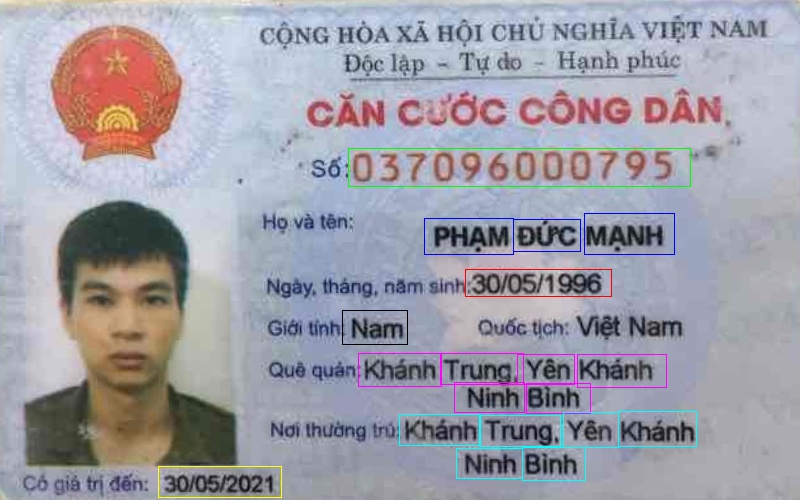 CỘNG HÒA XÃ HỘI CHỦ NGHĨA VIỆT NAM
Độc lập - Tự do - Hạnh phúc
CĂN CƯỚC CÔNG DÂN
Số: 037096000795
Họ và tên: PHẠM ĐỨC MẠNH
Ngày, tháng, năm sinh: 30/05/1996
Giới tính: Nam Quốc tịch: Việt Nam
Quê quán: Khánh Trung, Yên Khánh
Ninh Bình
Nơi thường trú: Khánh Trung, Yên Khánh
Ninh Bình
Có giá trị đến: 30/05/2021